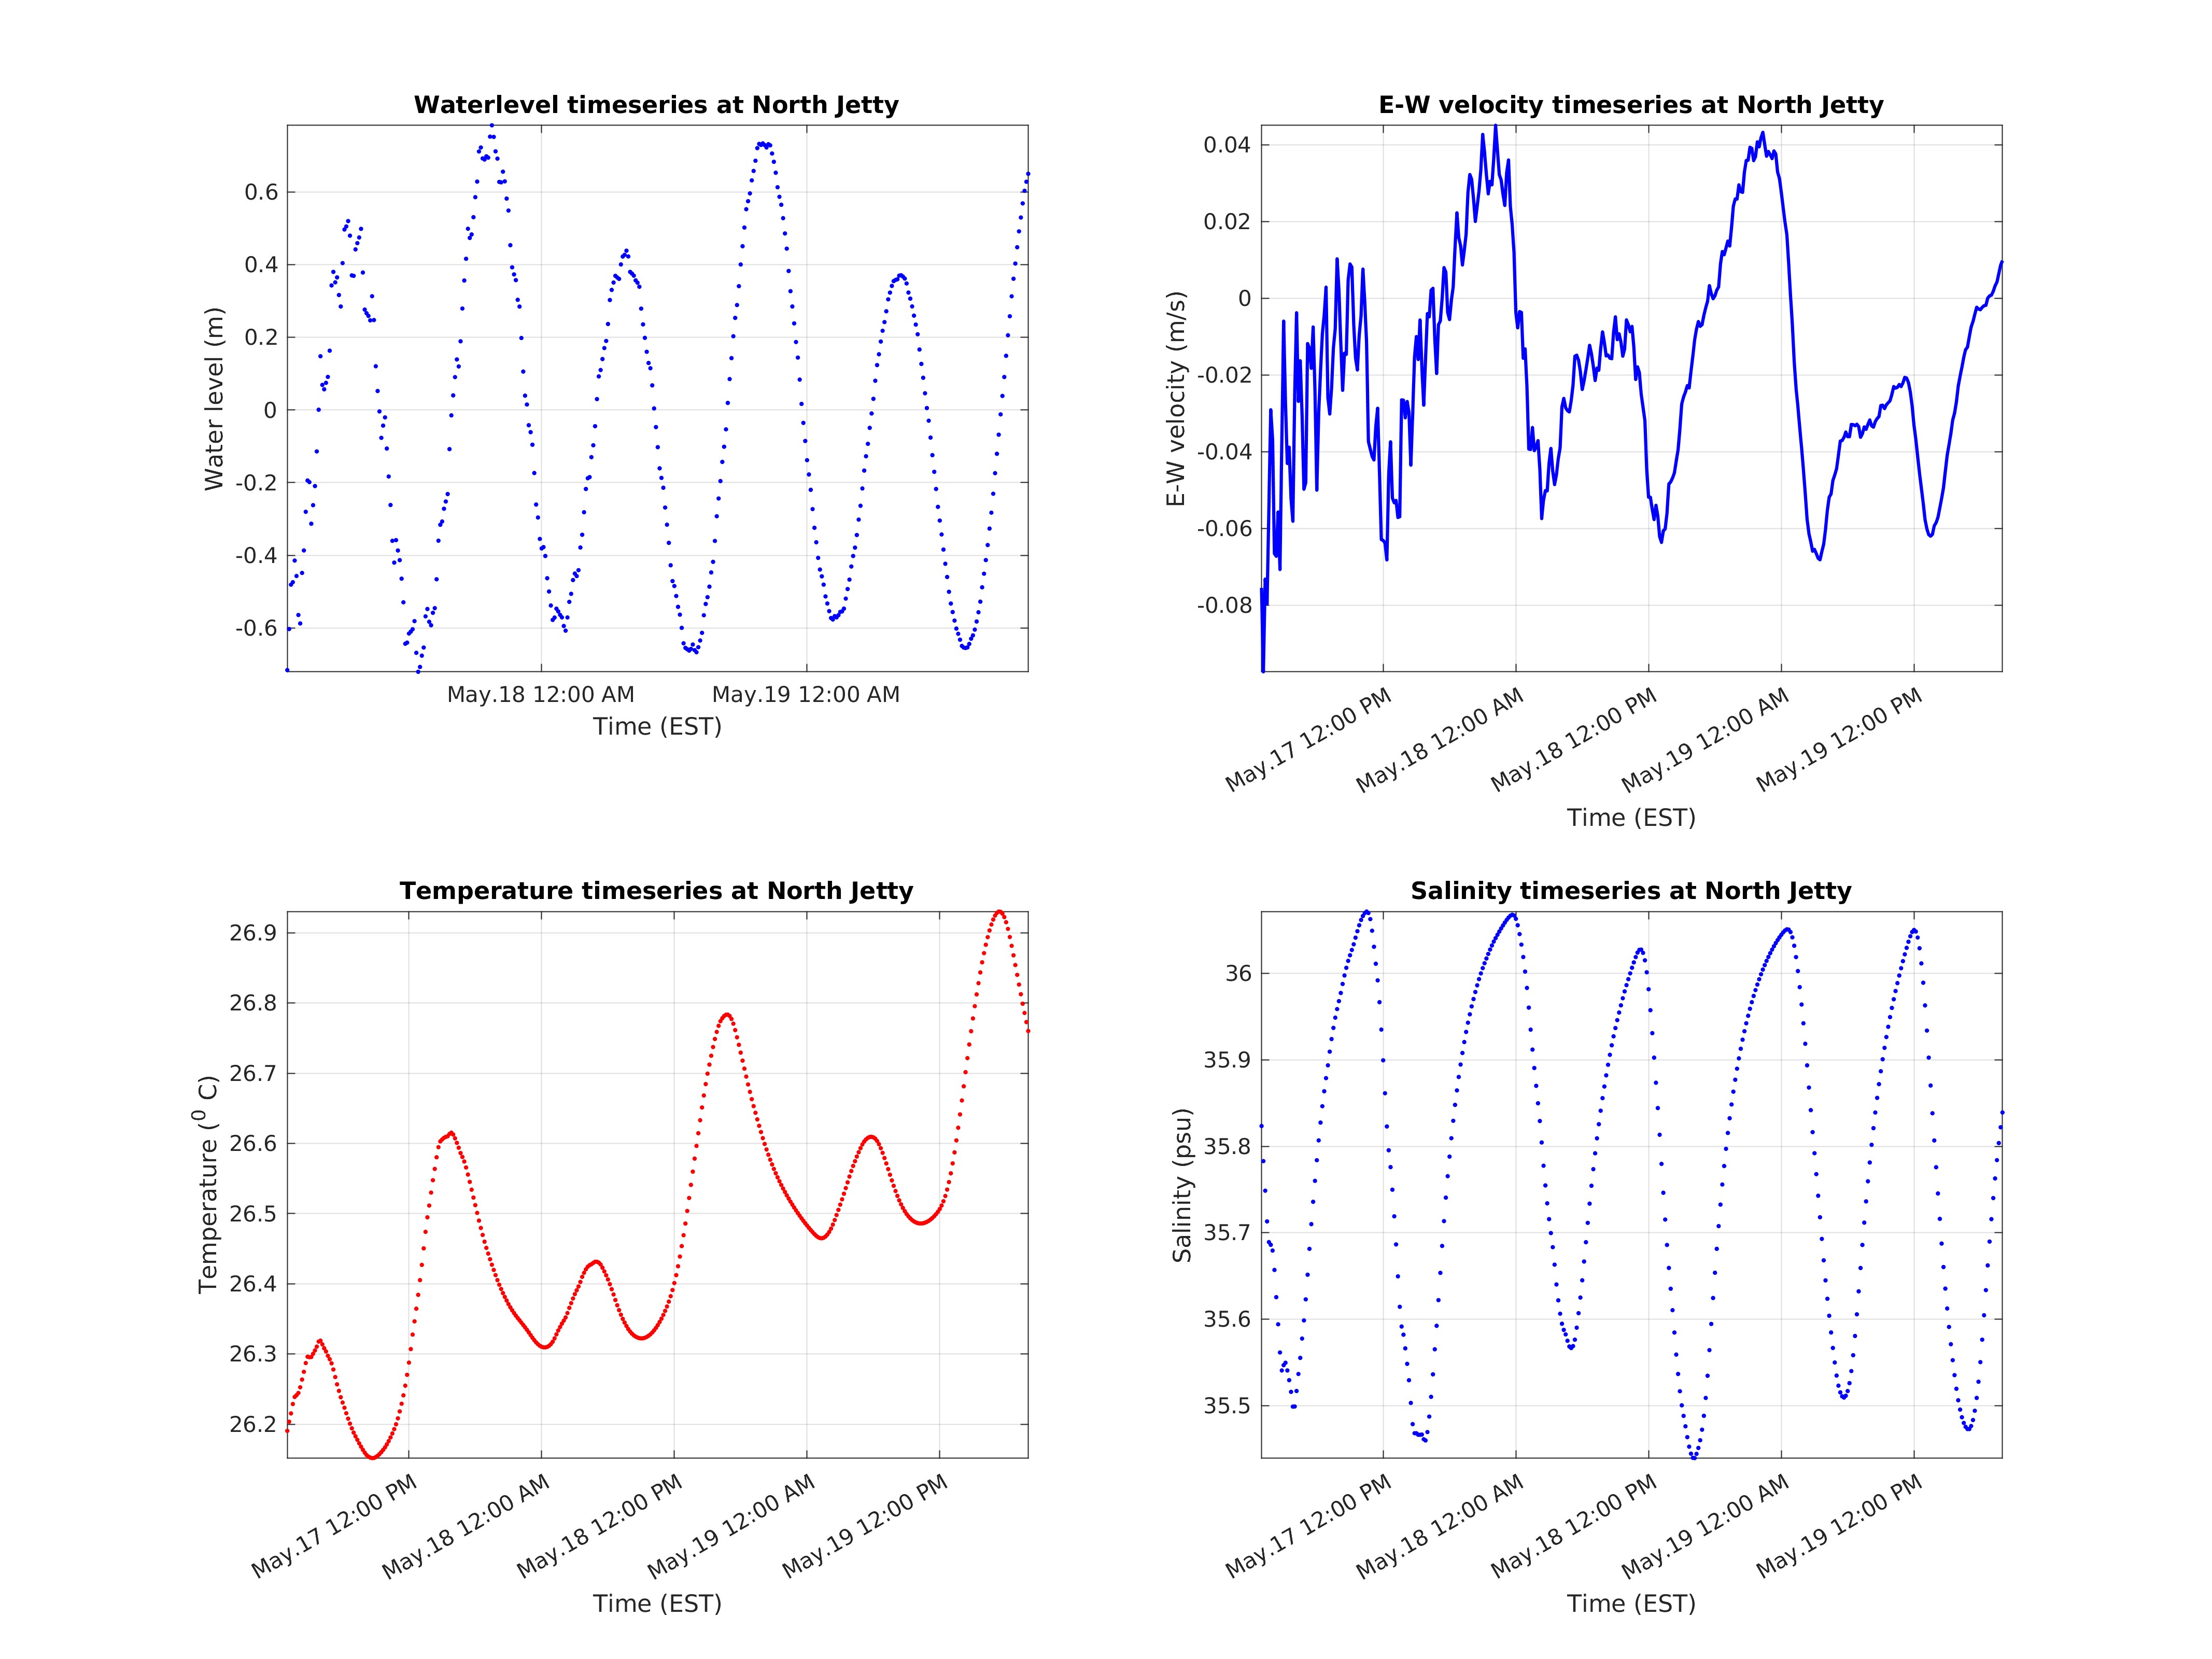 Waterlevel timeseries at North Jetty
Water level (m)
0.6
0.4
0.2
0
-0.2
-0.4
-0.6
May.18 12:00 AM
May.19 12:00 AM
Time (EST)
E-W velocity timeseries at North Jetty
E-W velocity (m/s)
0.04
0.02
0
-0.02
-0.04
-0.06
-0.08
May.17 12:00 PM
May.18 12:00 AM
May.18 12:00 PM
May.19 12:00 AM
May.19 12:00 PM
Time (EST)
Temperature timeseries at North Jetty
Temperature (⁰ C)
26.9
26.8
26.7
26.6
26.5
26.4
26.3
26.2
May.17 12:00 PM
May.18 12:00 AM
May.18 12:00 PM
May.19 12:00 AM
May.19 12:00 PM
Time (EST)
Salinity timeseries at North Jetty
Salinity (psu)
36
35.9
35.8
35.7
35.6
35.5
May.17 12:00 PM
May.18 12:00 AM
May.18 12:00 PM
May.19 12:00 AM
May.19 12:00 PM
Time (EST)